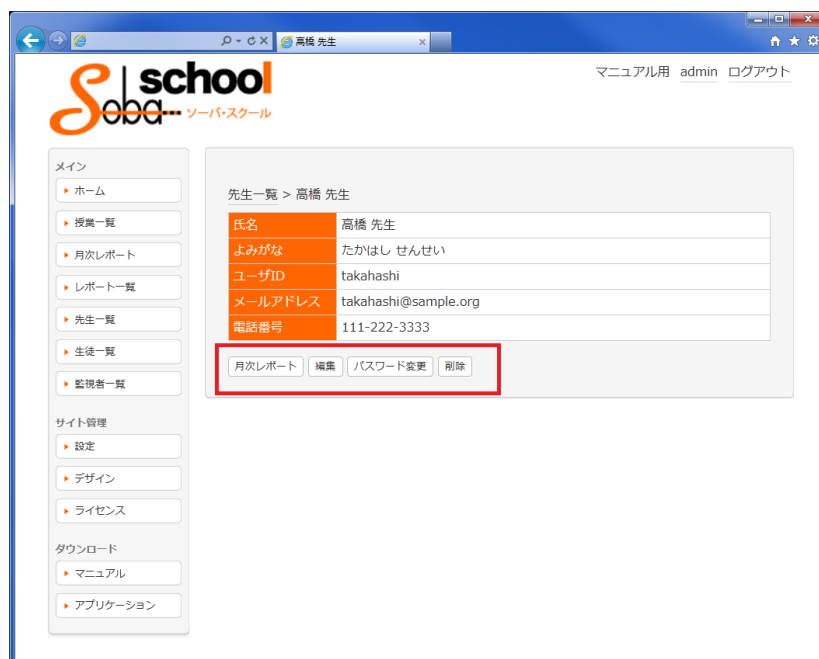 高橋 先生
マニュアル用 admin ログアウト
Soba school
ソーバ・スクール
メイン
ホーム
授業一覧
月次レポート
レポート一覧
先生一覧
生徒一覧
監視者一覧
サイト管理
設定
デザイン
ライセンス
ダウンロード
マニュアル
アプリケーション
先生一覧 > 高橋 先生
氏名 高橋 先生
よみがな たかはし せんせい
ユーザID takahashi
メールアドレス takahashi@sample.org
電話番号 111-222-3333
月次レポート 編集 パスワード変更 削除